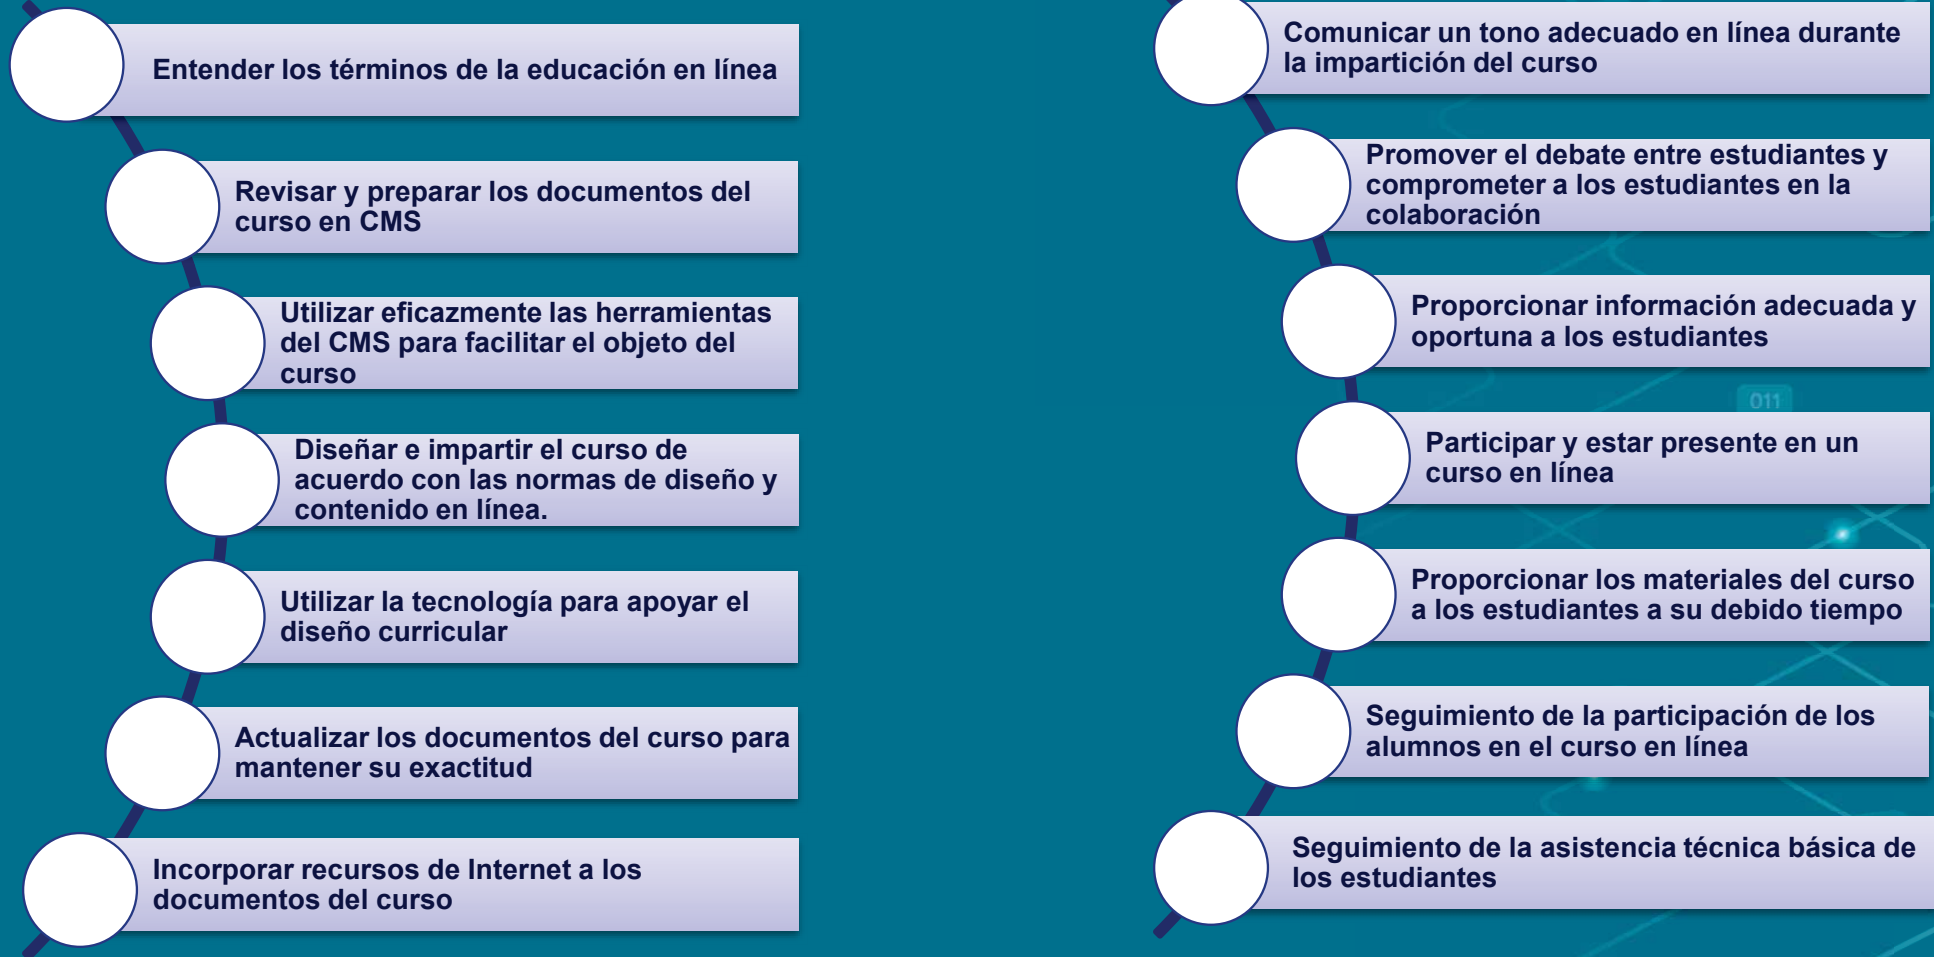 Entender los términos de la educación en línea
Revisar y preparar los documentos del
curso en CMS
Utilizar eficazmente las herramientas
del CMS para facilitar el objeto del
curso
Diseñar e impartir el curso de
acuerdo con las normas de diseño y
contenido en línea.
Utilizar la tecnología para apoyar el
diseño curricular
Actualizar los documentos del curso para
mantener su exactitud
Incorporar recursos de Internet a los
documentos del curso
Comunicar un tono adecuado en línea durante
la impartición del curso
Promover el debate entre estudiantes y
comprometer a los estudiantes en la
colaboración
Proporcionar información adecuada y
oportuna a los estudiantes
011
Participar y estar presente en un
curso en línea
Proporcionar los materiales del curso
a los estudiantes a su debido tiempo
Seguimiento de la participación de los
alumnos en el curso en línea
Seguimiento de la asistencia técnica básica de
los estudiantes